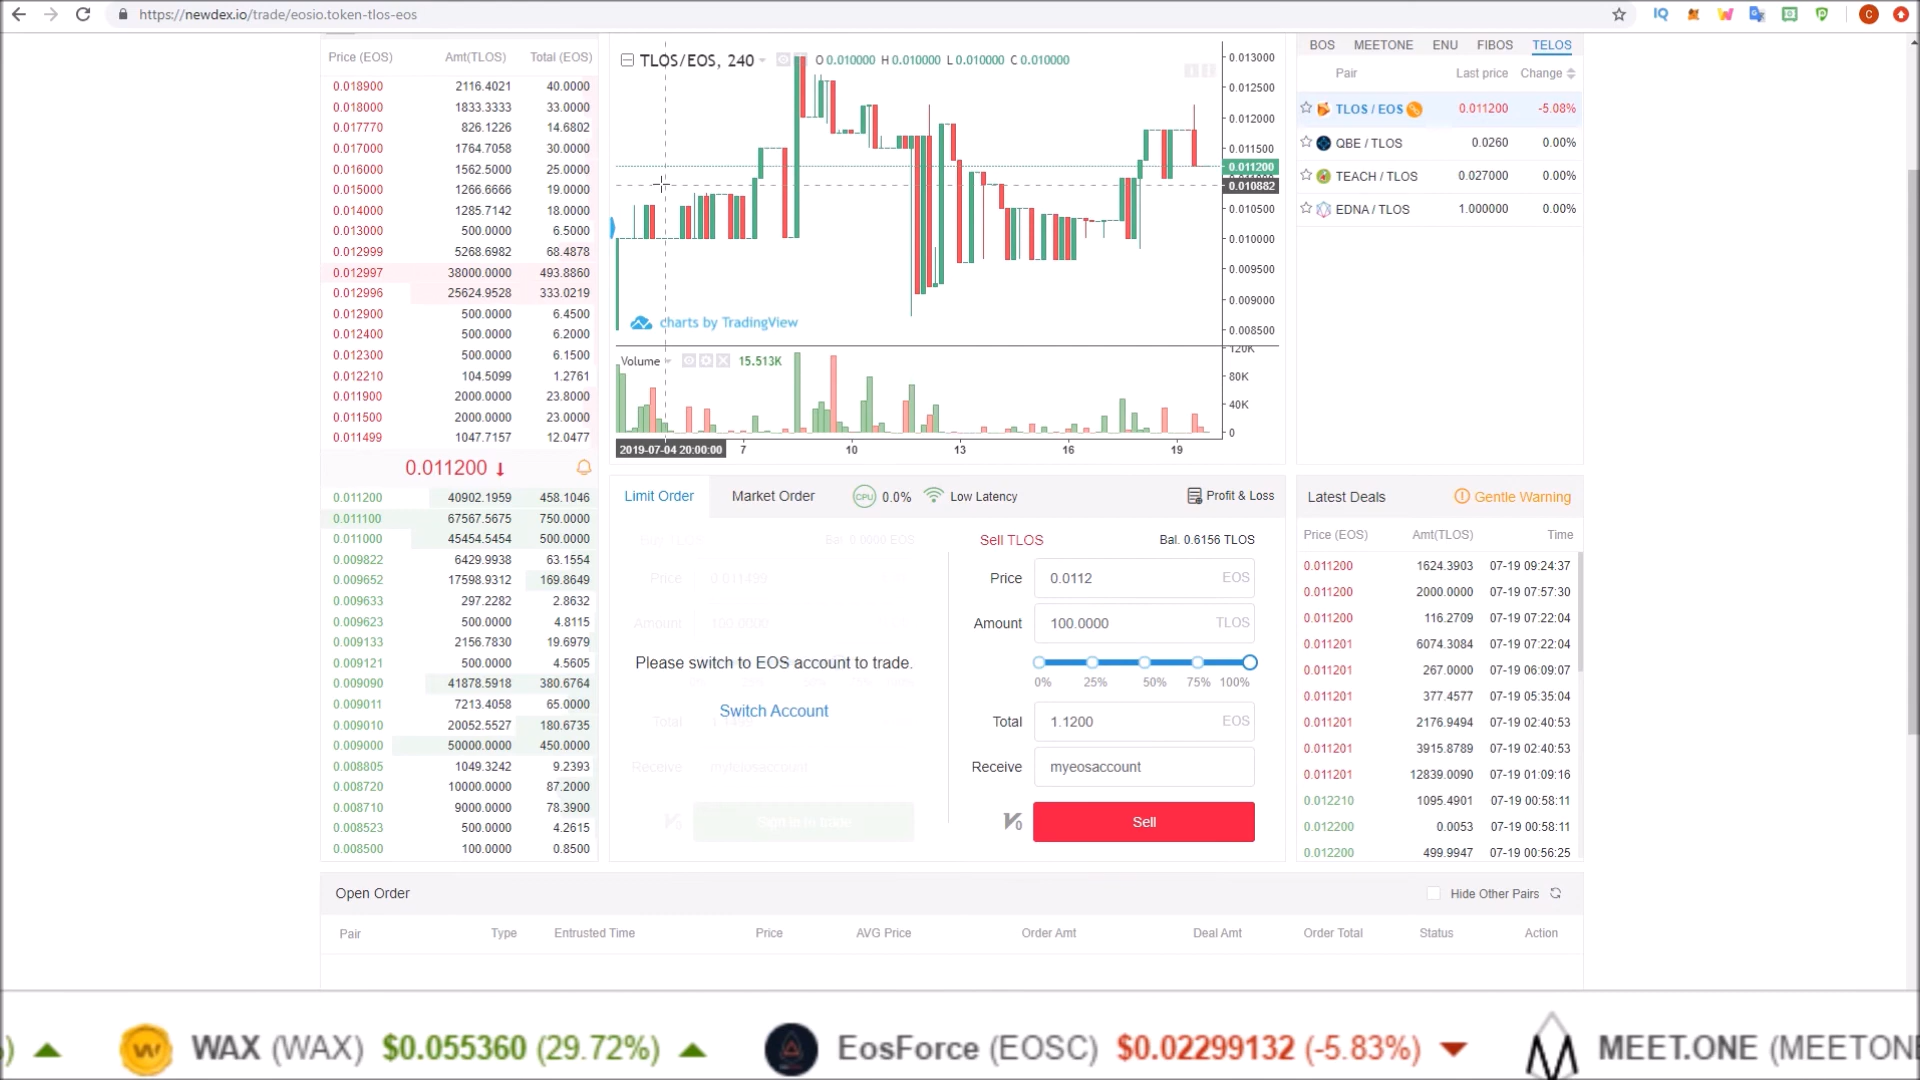 https://newdex.io/trade/eosio.token-tlos-eos
Price (EOS) Amt(TLOS) Total (EOS)
0.018900 2116.4021 40.0000
0.018000 1833.3333 33.0000
0.017770 826.1226 14.6802
0.017000 1764.7058 30.0000
0.016000 1562.5000 25.0000
0.015000 1266.6666 19.0000
0.014000 1285.7142 18.0000
0.013000 500.0000 6.5000
0.012999 5268.6982 68.4878
0.012997 38000.0000 493.8860
0.012996 25624.9528 333.0219
0.012900 500.0000 6.4500
0.012400 500.0000 6.2000
0.012300 500.0000 6.1500
0.012210 104.5099 1.2761
0.011900 2000.0000 23.8000
0.011500 2000.0000 23.0000
0.011499 1047.7157 12.0477
0.011200 ↓
0.011200 40902.1959 458.1046
0.011100 67567.5675 750.0000
0.011000 45454.5454 500.0000
0.009822 6429.9938 63.1554
0.009652 17598.9312 169.8649
0.009633 297.2282 2.8632
0.009623 500.0000 4.8115
0.009133 2156.7830 19.6979
0.009121 500.0000 4.5605
0.009090 41878.5918 380.6764
0.009011 7213.4058 65.0000
0.009010 20052.5527 180.6735
0.009000 50000.0000 450.0000
0.008805 1049.3242 9.2393
0.008720 10000.0000 87.2000
0.008710 9000.0000 78.3900
0.008523 500.0000 4.2615
0.008500 100.0000 0.8500
TLOS/EOS, 240 O 0.010000 H 0.010000 L 0.010000 C 0.010000
0.013000
0.012500
0.012000
0.011500
0.011200
0.010882
0.010500
0.010000
0.009500
0.009000
0.008500
charts by TradingView
Volume 15.513K
120K
80K
40K
0
2019-07-04 20:00:00 7 10 13 16 19
Limit Order Market Order CPU 0.0% Low Latency Profit & Loss
Bal. 0.0000 EOS
Price 0.011499
Amount 100.0000
Please switch to EOS account to trade.
Switch Account
Total
Receive mytelosaccount
Sell TLOS Bal. 0.6156 TLOS
Price 0.0112 EOS
Amount 100.0000 TLOS
0% 25% 50% 75% 100%
Total 1.1200 EOS
Receive myeosaccount
Sell
BOS MEETONE ENU FIBOS TELOS
Pair Last price Change
TLOS / EOS 0.011200 -5.08%
QBE / TLOS 0.0260 0.00%
TEACH / TLOS 0.027000 0.00%
EDNA / TLOS 1.000000 0.00%
Latest Deals Gentle Warning
Price (EOS) Amt(TLOS) Time
0.011200 1624.3903 07-19 09:24:37
0.011200 2000.0000 07-19 07:57:30
0.011200 116.2709 07-19 07:22:04
0.011201 6074.3084 07-19 07:22:04
0.011201 267.0000 07-19 06:09:07
0.011201 377.4577 07-19 05:35:04
0.011201 2176.9494 07-19 02:40:53
0.011201 3915.8789 07-19 02:40:53
0.011201 12839.0090 07-19 01:09:16
0.012210 1095.4901 07-19 00:58:11
0.012200 0.0053 07-19 00:58:11
0.012200 499.9947 07-19 00:56:25
Open Order Hide Other Pairs
Pair Type Entrusted Time Price AVG Price Order Amt Deal Amt Order Total Status Action
) WAX (WAX) $0.055360 (29.72%) EosForce (EOSC) $0.02299132 (-5.83%) MEET.ONE (MEETONE